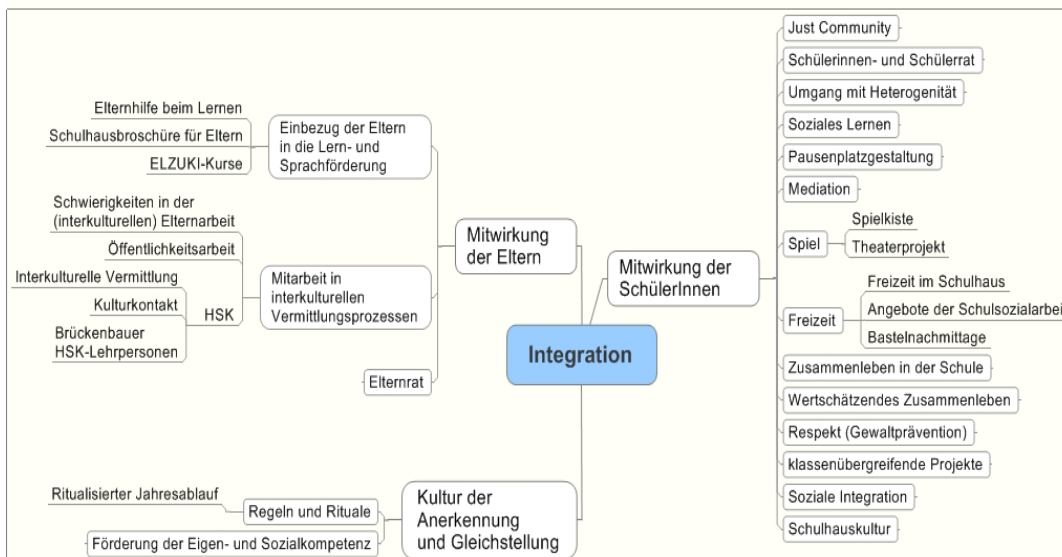 Integration
Mitwirkung
der Eltern
Einbezug der Eltern
in die Lern- und
Sprachförderung
Elternhilfe beim Lernen
Schulhausbroschüre für Eltern
ELZUKI-Kurse
Mitarbeit in
interkulturellen
Vermittlungsprozessen
Schwierigkeiten in der
(interkulturellen) Elternarbeit
Öffentlichkeitsarbeit
HSK
Interkulturelle Vermittlung
Kulturkontakt
Brückenbauer
HSK-Lehrpersonen
Elternrat
Kultur der
Anerkennung
und Gleichstellung
Regeln und Rituale
Ritualisierter Jahresablauf
Förderung der Eigen- und Sozialkompetenz
Mitwirkung der
SchülerInnen
Just Community
Schülerinnen- und Schülerrat
Umgang mit Heterogenität
Soziales Lernen
Pausenplatzgestaltung
Mediation
Spiel
Spielkiste
Theaterprojekt
Freizeit
Freizeit im Schulhaus
Angebote der Schulsozialarbei
Bastelnachmittage
Zusammenleben in der Schule
Wertschätzendes Zusammenleben
Respekt (Gewaltprävention)
klassenübergreifende Projekte
Soziale Integration
Schulhauskultur